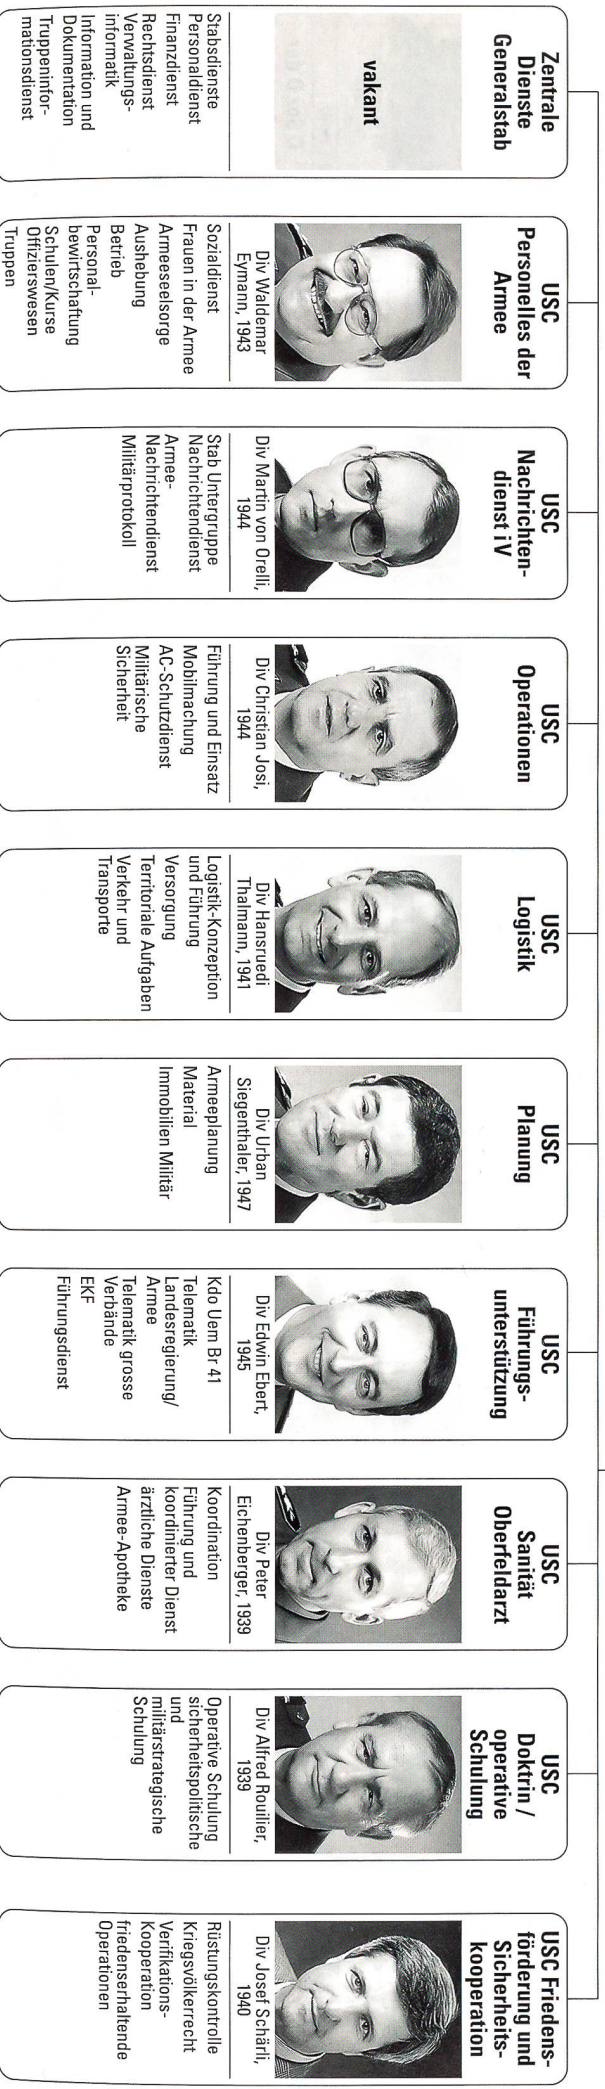 Zentrale
Dienste
Generalstab
vakant
Stabsdienste
Personaldienst
Finanzdienst
Rechtsdienst
Verwaltungs-
informatik
Information und
Dokumentation
Truppeninfor-
mationsdienst
USC
Personelles der
Armee
Div Waldemar
Eymann, 1943
Sozialdienst
Frauen in der Armee
Armeeseelsorge
Aushebung
Betrieb
Personal-
bewirtschaftung
Schulen/Kurse
Offizierswesen
Truppen
USC
Nachrichten-
dienst iV
Div Martin von Orelli,
1944
Stab Untergruppe
Nachrichtendienst
Armee-
Nachrichtendienst
Militärprotokoll
USC
Operationen
Div Christian Josi,
1944
Führung und Einsatz
Mobilmachung
AC-Schutzdienst
Militärische
Sicherheit
USC
Logistik
Div Hansruedi
Thalmann, 1941
Logistik-Konzeption
und Führung
Versorgung
Territoriale Aufgaben
Verkehr und
Transporte
USC
Planung
Div Urban
Siegenthaler, 1947
Armeeplanung
Material
Immobilien Militär
USC
Führungs-
unterstützung
Div Edwin Ebert,
1945
Kdo Uem Br 41
Telematik
Landesregierung/
Armee
Telematik grosse
Verbände
EKF
Führungsdienst
USC
Sanität
Oberfeldarzt
Div Peter
Eichenberger, 1939
Koordination
Führung und
koordinierter Dienst
ärztliche Dienste
Armee-Apotheke
USC
Doktrin /
operative
Schulung
Div Alfred Roulier,
1939
Operative Schulung
sicherheitspolitische
und
militärstrategische
Schulung
USC Friedens-
förderung und
Sicherheits-
kooperation
Div Josef Schärli,
1940
Rüstungskontrolle
Kriegsvölkerrecht
Verifikations-
Kooperation
friedenserhaltende
Operationen